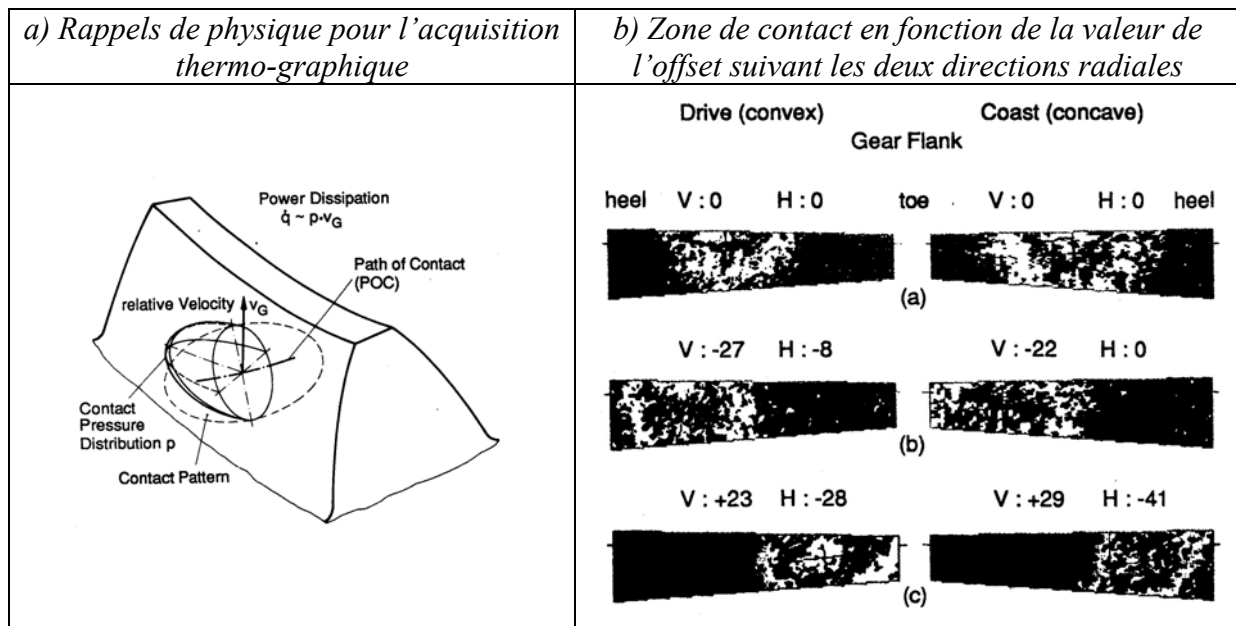 a) Rappels de physique pour l’acquisition
thermo-graphique
b) Zone de contact en fonction de la valeur de
l’offset suivant les deux directions radiales
Power Dissipation
q̇ ~ p·vG
Path of Contact
(POC)
relative Velocity vG
Contact
Pressure
Distribution p
Contact Pattern
Drive (convex) Coast (concave)
Gear Flank
heel V : 0 H : 0 toe V : 0 H : 0 heel
(a)
V : -27 H : -8 V : -22 H : 0
(b)
V : +23 H : -28 V : +29 H : -41
(c)